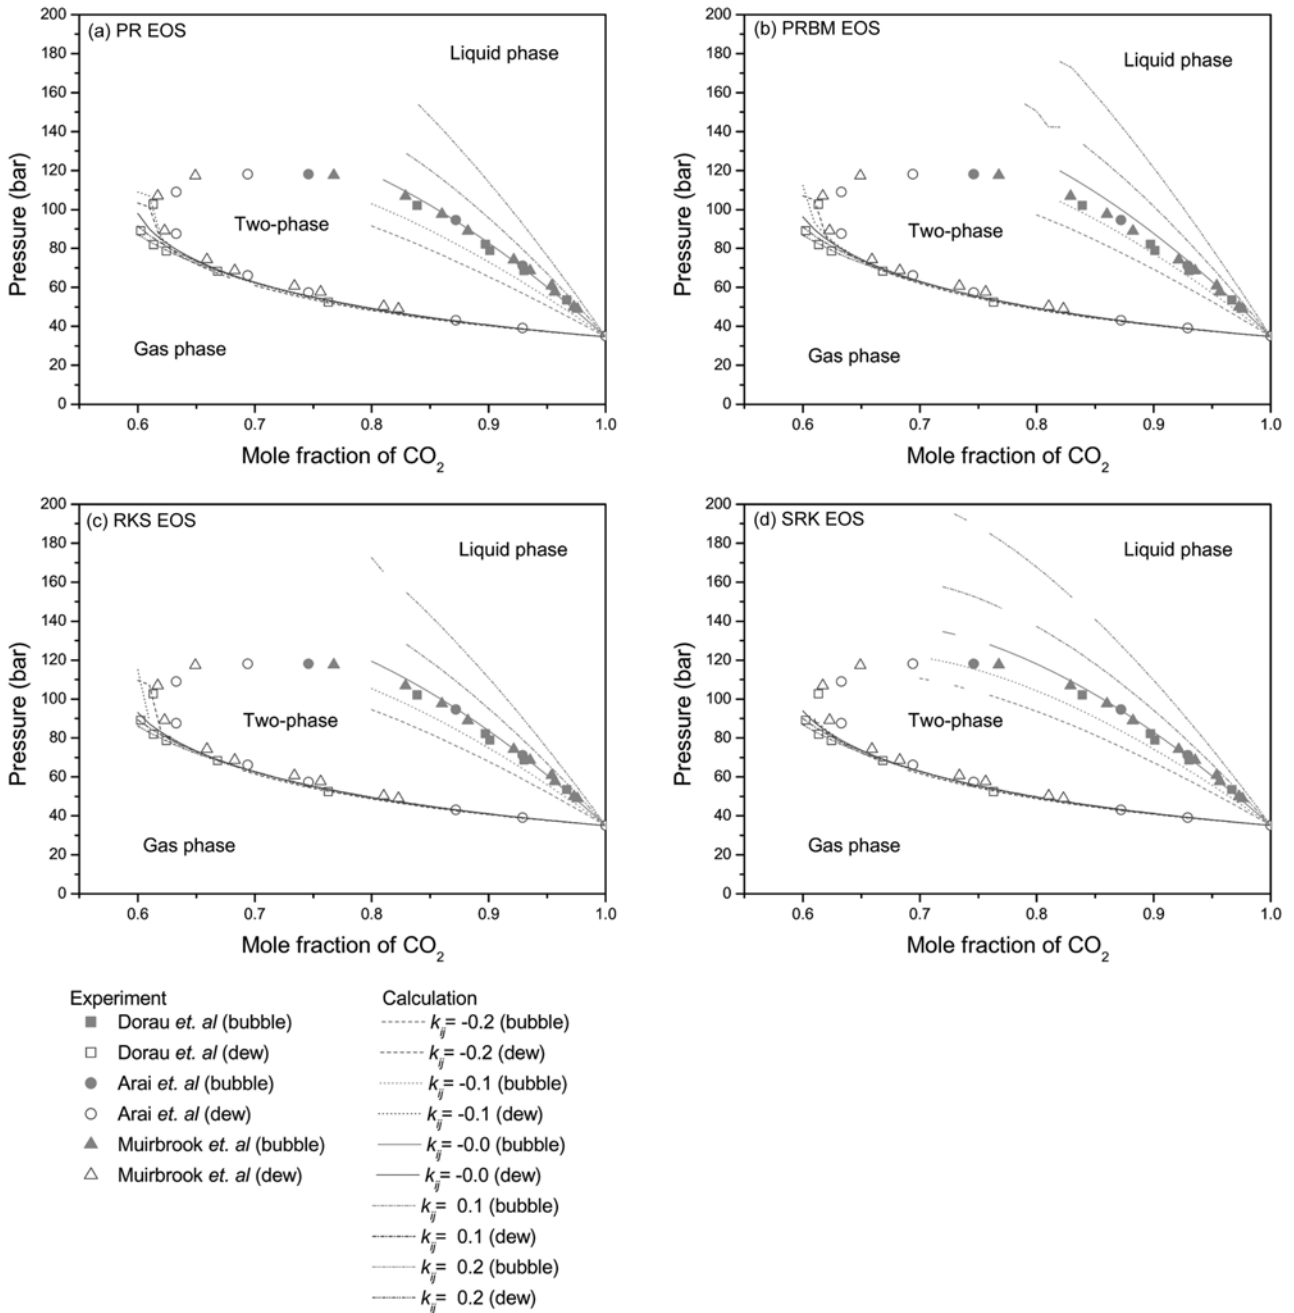 (a) PR EOS
Liquid phase
Two-phase
Gas phase
Pressure (bar)
200
180
160
140
120
100
80
60
40
20
0
0.6 0.7 0.8 0.9 1.0
Mole fraction of CO2
(b) PRBM EOS
Liquid phase
Two-phase
Gas phase
Pressure (bar)
200
180
160
140
120
100
80
60
40
20
0
0.6 0.7 0.8 0.9 1.0
Mole fraction of CO2
(c) RKS EOS
Liquid phase
Two-phase
Gas phase
Pressure (bar)
200
180
160
140
120
100
80
60
40
20
0
0.6 0.7 0.8 0.9 1.0
Mole fraction of CO2
(d) SRK EOS
Liquid phase
Two-phase
Gas phase
Pressure (bar)
200
180
160
140
120
100
80
60
40
20
0
0.6 0.7 0.8 0.9 1.0
Mole fraction of CO2
Experiment
Dorau et. al (bubble)
Dorau et. al (dew)
Arai et. al (bubble)
Arai et. al (dew)
Muirbrook et. al (bubble)
Muirbrook et. al (dew)
Calculation
kij= -0.2 (bubble)
kij= -0.2 (dew)
kij= -0.1 (bubble)
kij= -0.1 (dew)
kij= -0.0 (bubble)
kij= -0.0 (dew)
kij= 0.1 (bubble)
kij= 0.1 (dew)
kij= 0.2 (bubble)
kij= 0.2 (dew)